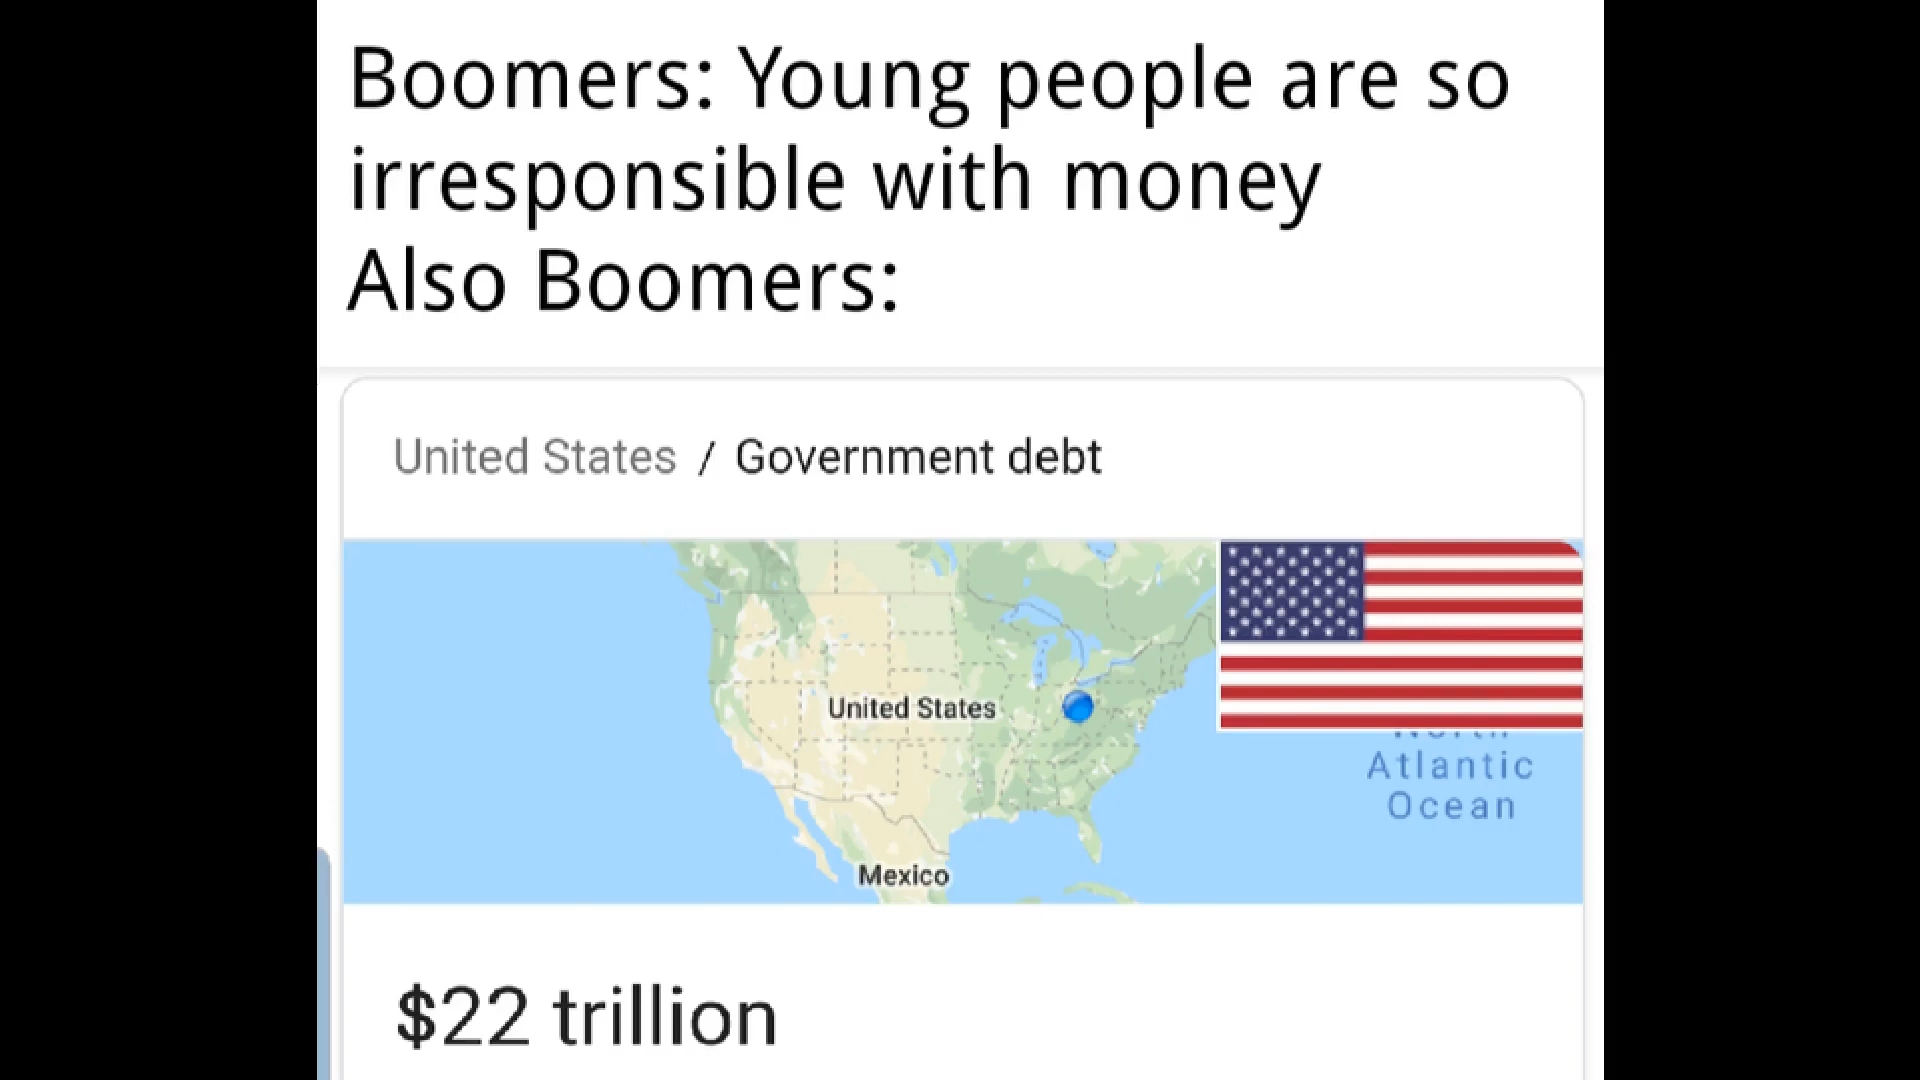 Boomers: Young people are so
irresponsible with money
Also Boomers:
United States / Government debt
United States
North
Atlantic
Ocean
Mexico
$22 trillion